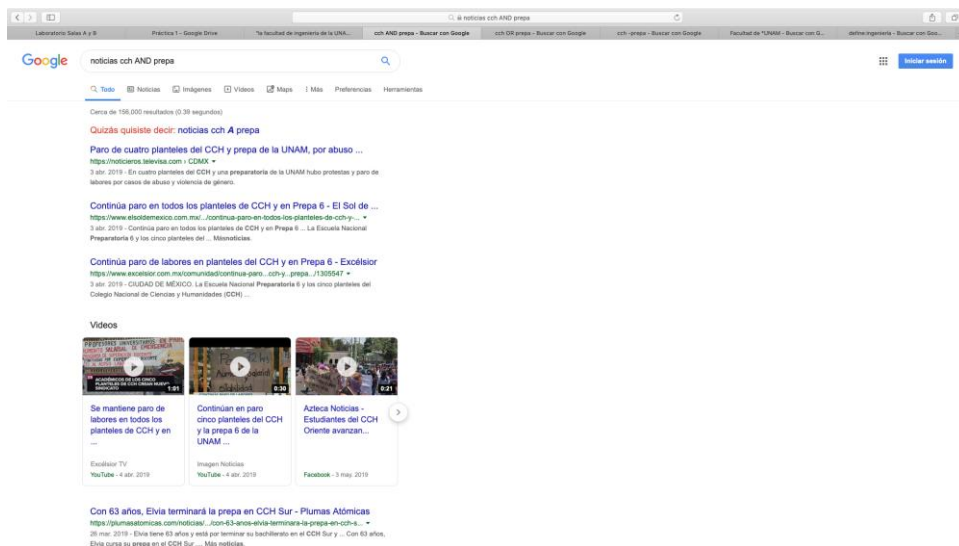 noticias cch AND prepa
Laboratorio Salas A y B
Práctica 1 - Google Drive
"la facultad de ingeniería de la UNA...
cch AND prepa - Buscar con Google
cch OR prepa - Buscar con Google
cch -prepa - Buscar con Google
Facultad de "UNAM - Buscar con G...
define:ingeniería - Buscar con Goo...
Google
noticias cch AND prepa
Iniciar sesión
Todo Noticias Imágenes Vídeos Maps Más Preferencias Herramientas
Cerca de 156,000 resultados (0.39 segundos)
Quizás quisiste decir: noticias cch A prepa
Paro de cuatro planteles del CCH y prepa de la UNAM, por abuso ...
https://noticieros.televisa.com › CDMX
3 abr. 2019 - En cuatro planteles del CCH y una preparatoria de la UNAM hubo protestas y paro de
labores por casos de abuso y violencia de género.
Continúa paro en todos los planteles de CCH y en Prepa 6 - El Sol de ...
https://www.elsoldemexico.com.mx/.../continua-paro-en-todos-los-planteles-de-cch-y-...
3 abr. 2019 - Continúa paro en todos los planteles de CCH y en Prepa 6 ... La Escuela Nacional
Preparatoria 6 y los cinco planteles del ... Másnoticias.
Continúa paro de labores en planteles del CCH y en Prepa 6 - Excélsior
https://www.excelsior.com.mx/comunidad/continua-paro...cch-y...prepa.../1305547
3 abr. 2019 - CIUDAD DE MÉXICO. La Escuela Nacional Preparatoria 6 y los cinco planteles del
Colegio Nacional de Ciencias y Humanidades (CCH) ...
Videos
PROFESORES UNIVERSITARIOS EN
ACADÉMICOS DE LOS CINCO
PLANTELES DE CCH CREAN NUEVO
SINDICATO
1:01
0:30
0:21
Se mantiene paro de
labores en todos los
planteles de CCH y en
...
Excélsior TV
YouTube - 4 abr. 2019
Continúan en paro
cinco planteles del CCH
y la prepa 6 de la
UNAM ...
Imagen Noticias
YouTube - 4 abr. 2019
Azteca Noticias -
Estudiantes del CCH
Oriente avanzan...
Facebook - 3 may. 2019
Con 63 años, Elvia terminará la prepa en CCH Sur - Plumas Atómicas
https://plumasatomicas.com/noticias/.../con-63-anos-elvia-terminara-la-prepa-en-cch-s...
26 mar. 2019 - Elvia tiene 63 años y está por terminar su bachillerato en el CCH Sur y ... Con 63 años,
Elvia cursa su prepa en el CCH Sur ... Más noticias.